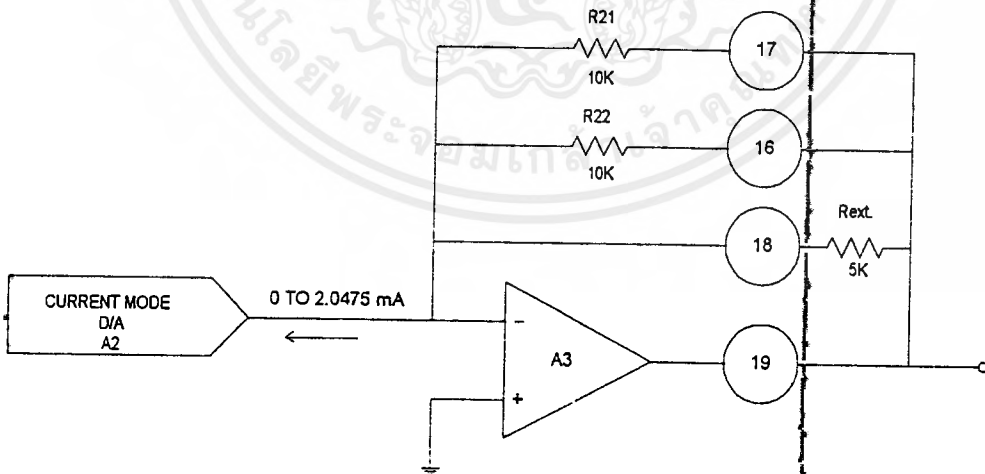 R21
17
10K
R22
16
10K
Rext.
18
5K
CURRENT MODE
D/A
A2
0 TO 2.0475 mA
-
A3
+
19